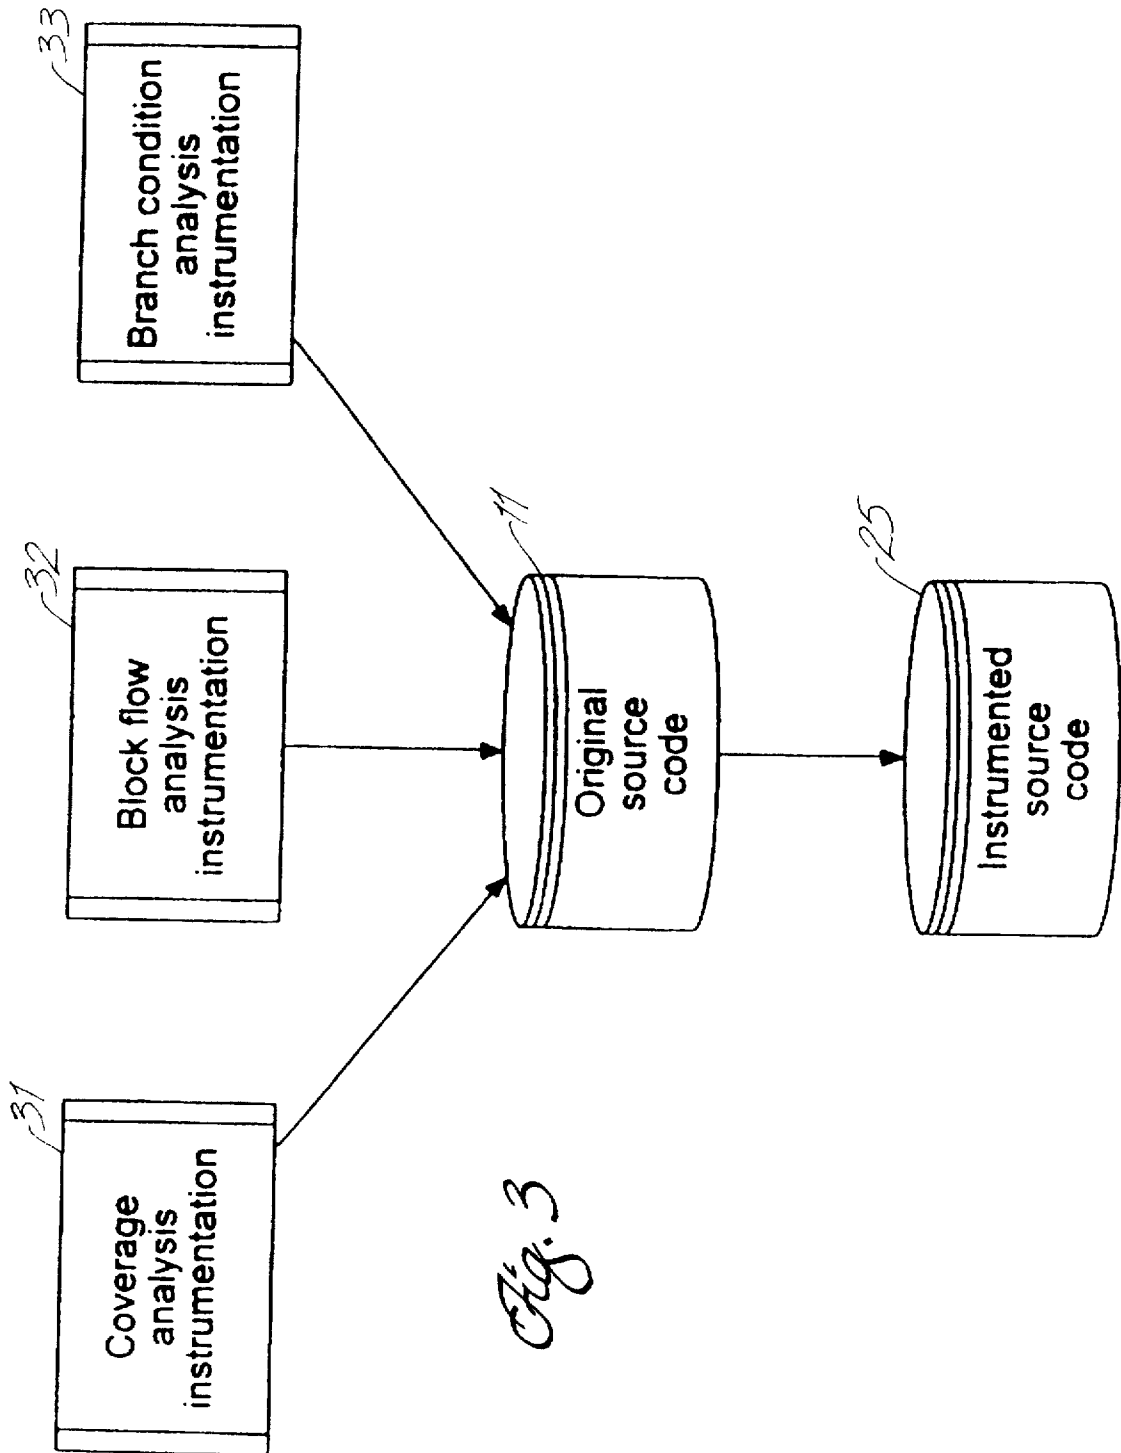 31
Coverage
analysis
instrumentation
32
Block flow
analysis
instrumentation
33
Branch condition
analysis
instrumentation
11
Original
source
code
25
Instrumented
source
code
Fig. 3